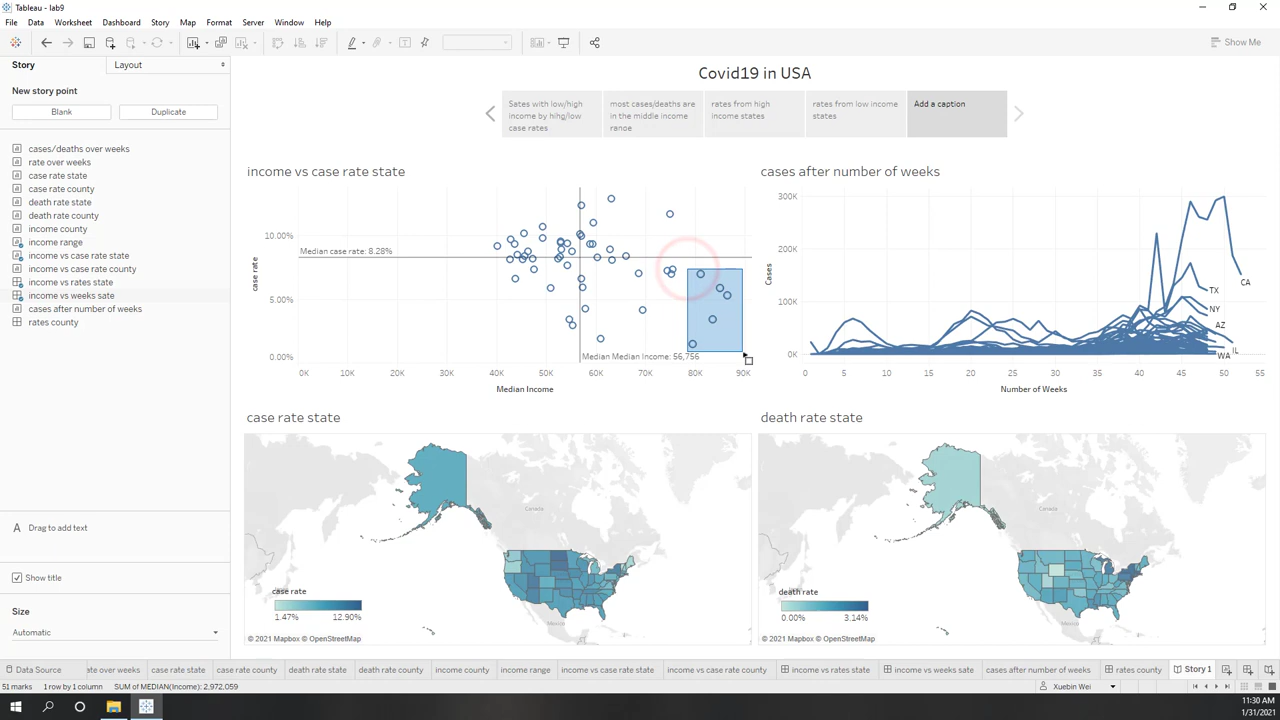 Tableau - lab9
File Data Worksheet Dashboard Story Map Format Server Window Help
Show Me
Story
Layout
New story point
Blank
Duplicate
cases/deaths over weeks
rate over weeks
case rate state
case rate county
death rate state
death rate county
income county
income range
income vs case rate state
income vs case rate county
income vs rates state
income vs weeks sate
cases after number of weeks
rates county
A Drag to add text
Show title
Size
Automatic
Covid19 in USA
Sates with low/high
income by hihg/low
case rates
most cases/deaths are
in the middle income
range
rates from high
income states
rates from low income
states
Add a caption
income vs case rate state
case rate
10.00%
5.00%
0.00%
Median case rate: 8.28%
Median Median Income: 56,756
0K 10K 20K 30K 40K 50K 60K 70K 80K 90K
Median Income
cases after number of weeks
Cases
300K
200K
100K
0K
CA
TX
NY
AZ
IL
WA
0 5 10 15 20 25 30 35 40 45 50 55
Number of Weeks
case rate state
Canada
Mexico
case rate
1.47% 12.90%
© 2021 Mapbox © OpenStreetMap
death rate state
Canada
Mexico
death rate
0.00% 3.14%
© 2021 Mapbox © OpenStreetMap
Data Source ate over weeks case rate state case rate county death rate state death rate county income county income range income vs case rate state income vs case rate county income vs rates state income vs weeks sate cases after number of weeks rates county Story 1
51 marks 1 row by 1 column SUM of MEDIAN(Income): 2,972,059
Xuebin Wei
11:30 AM
1/31/2021